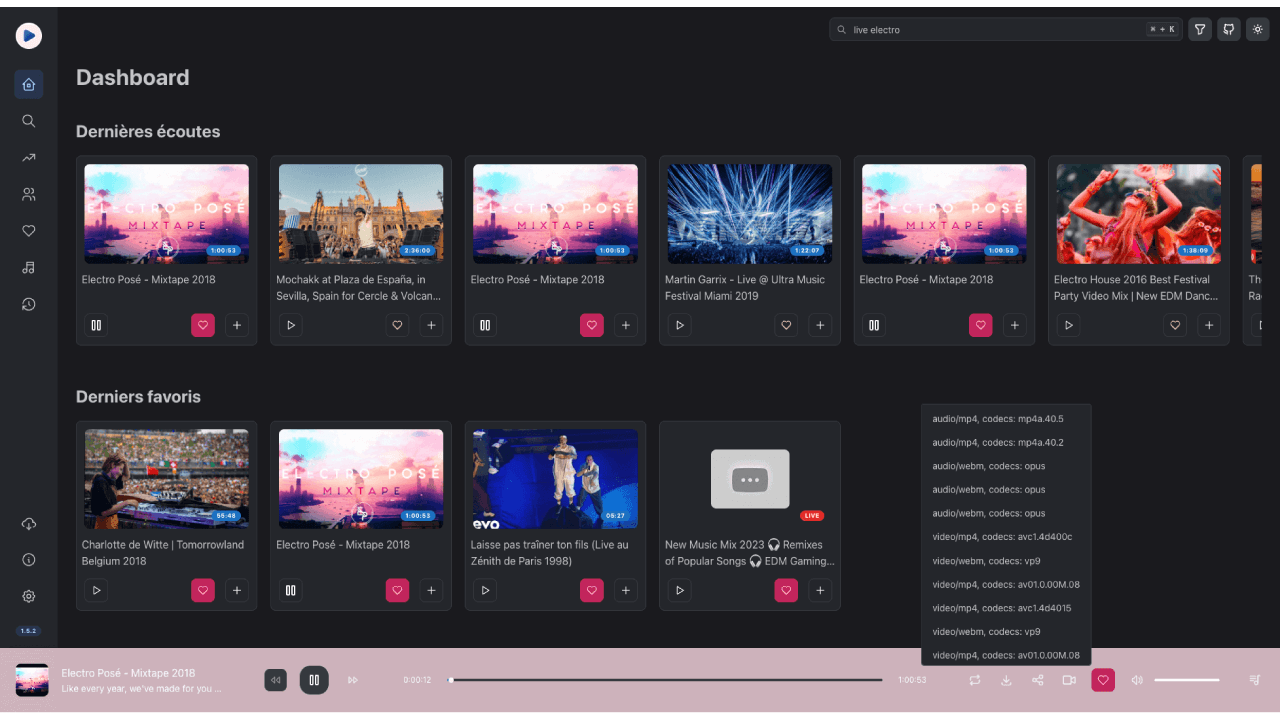 live electro
⌘ + K
Dashboard
Dernières écoutes
ELECTRO POSÉ
MIXTAPE
1:00:53
2:36:00
ELECTRO POSÉ
MIXTAPE
1:00:53
1:22:07
ELECTRO POSÉ
MIXTAPE
1:00:53
1:38:09
Electro Posé - Mixtape 2018
Mochakk at Plaza de España, in
Sevilla, Spain for Cercle & Volcan...
Electro Posé - Mixtape 2018
Martin Garrix - Live @ Ultra Music
Festival Miami 2019
Electro Posé - Mixtape 2018
Electro House 2016 Best Festival
Party Video Mix | New EDM Danc...
Derniers favoris
55:48
ELECTRO POSÉ
MIXTAPE
1:00:53
evo
05:27
LIVE
Charlotte de Witte | Tomorrowland
Belgium 2018
Electro Posé - Mixtape 2018
Laisse pas traîner ton fils (Live au
Zénith de Paris 1998)
New Music Mix 2023 🎧 Remixes
of Popular Songs 🎧 EDM Gaming...
audio/mp4, codecs: mp4a.40.5
audio/mp4, codecs: mp4a.40.2
audio/webm, codecs: opus
audio/webm, codecs: opus
audio/webm, codecs: opus
video/mp4, codecs: avc1.4d400c
video/webm, codecs: vp9
video/mp4, codecs: av01.0.00M.08
video/mp4, codecs: avc1.4d4015
video/webm, codecs: vp9
video/mp4, codecs: av01.0.00M.08
1.5.2
Electro Posé - Mixtape 2018
Like every year, we've made for you ...
0:00:12
1:00:53